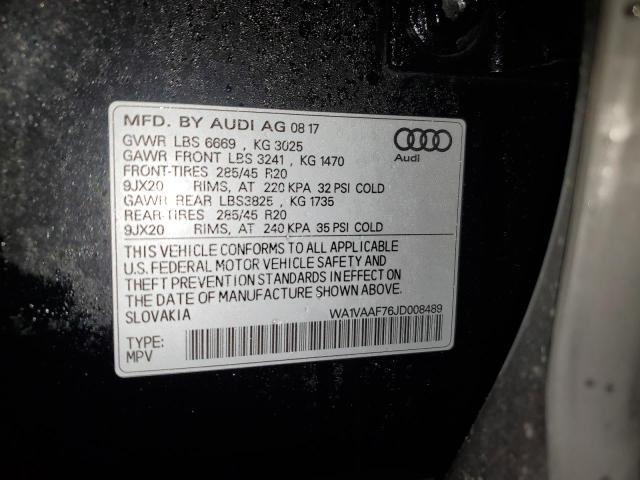 MFD. BY AUDI AG 08 17
GVWR LBS 6669 , KG 3025
GAWR FRONT LBS 3241 , KG 1470
FRONT-TIRES 285/45 R20
9JX20 RIMS, AT 220 KPA 32 PSI COLD
GAWR REAR LBS3825 , KG 1735
REAR-TIRES 285/45 R20
9JX20 RIMS, AT 240 KPA 35 PSI COLD
Audi
THIS VEHICLE CONFORMS TO ALL APPLICABLE
U.S. FEDERAL MOTOR VEHICLE SAFETY AND
THEFT PREVENTION STANDARDS IN EFFECT ON
THE DATE OF MANUFACTURE SHOWN ABOVE.
SLOVAKIA WA1VAAF76JD008489
TYPE:
MPV